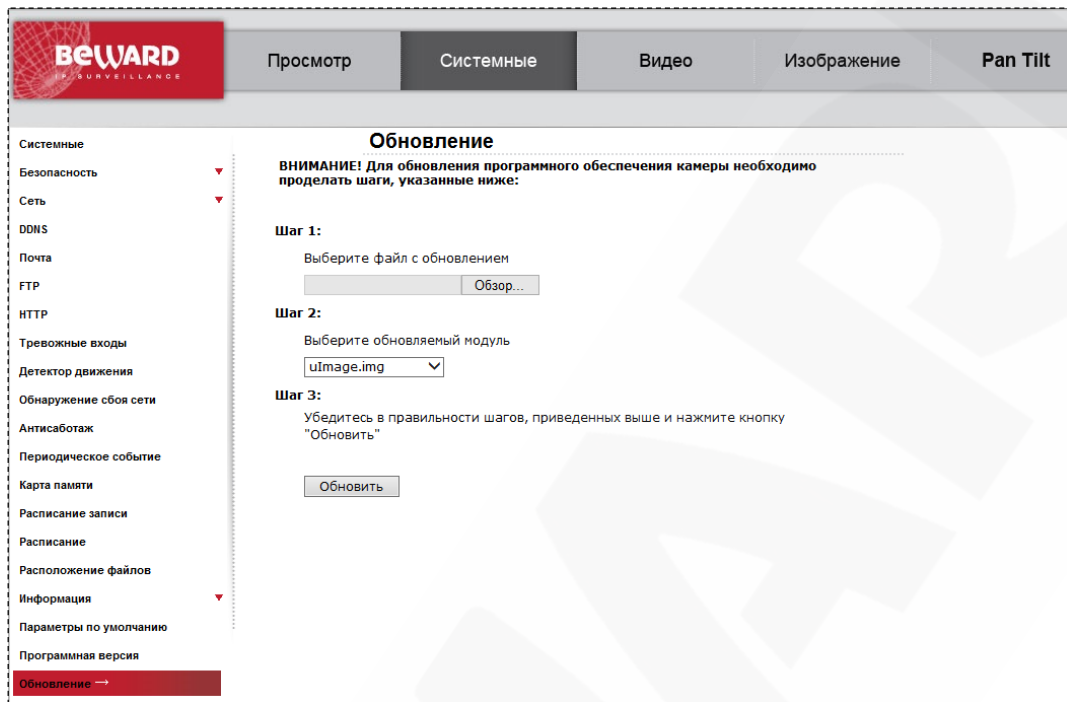 BEWARD
IP SURVEILLANCE
Просмотр
Системные
Видео
Изображение
Pan Tilt
Системные
Безопасность
Сеть
DDNS
Почта
FTP
HTTP
Тревожные входы
Детектор движения
Обнаружение сбоя сети
Антисаботаж
Периодическое событие
Карта памяти
Расписание записи
Расписание
Расположение файлов
Информация
Параметры по умолчанию
Программная версия
Обновление →
Обновление
ВНИМАНИЕ! Для обновления программного обеспечения камеры необходимо
проделать шаги, указанные ниже:
Шаг 1:
Выберите файл с обновлением
Обзор...
Шаг 2:
Выберите обновляемый модуль
uImage.img
Шаг 3:
Убедитесь в правильности шагов, приведенных выше и нажмите кнопку
"Обновить"
Обновить